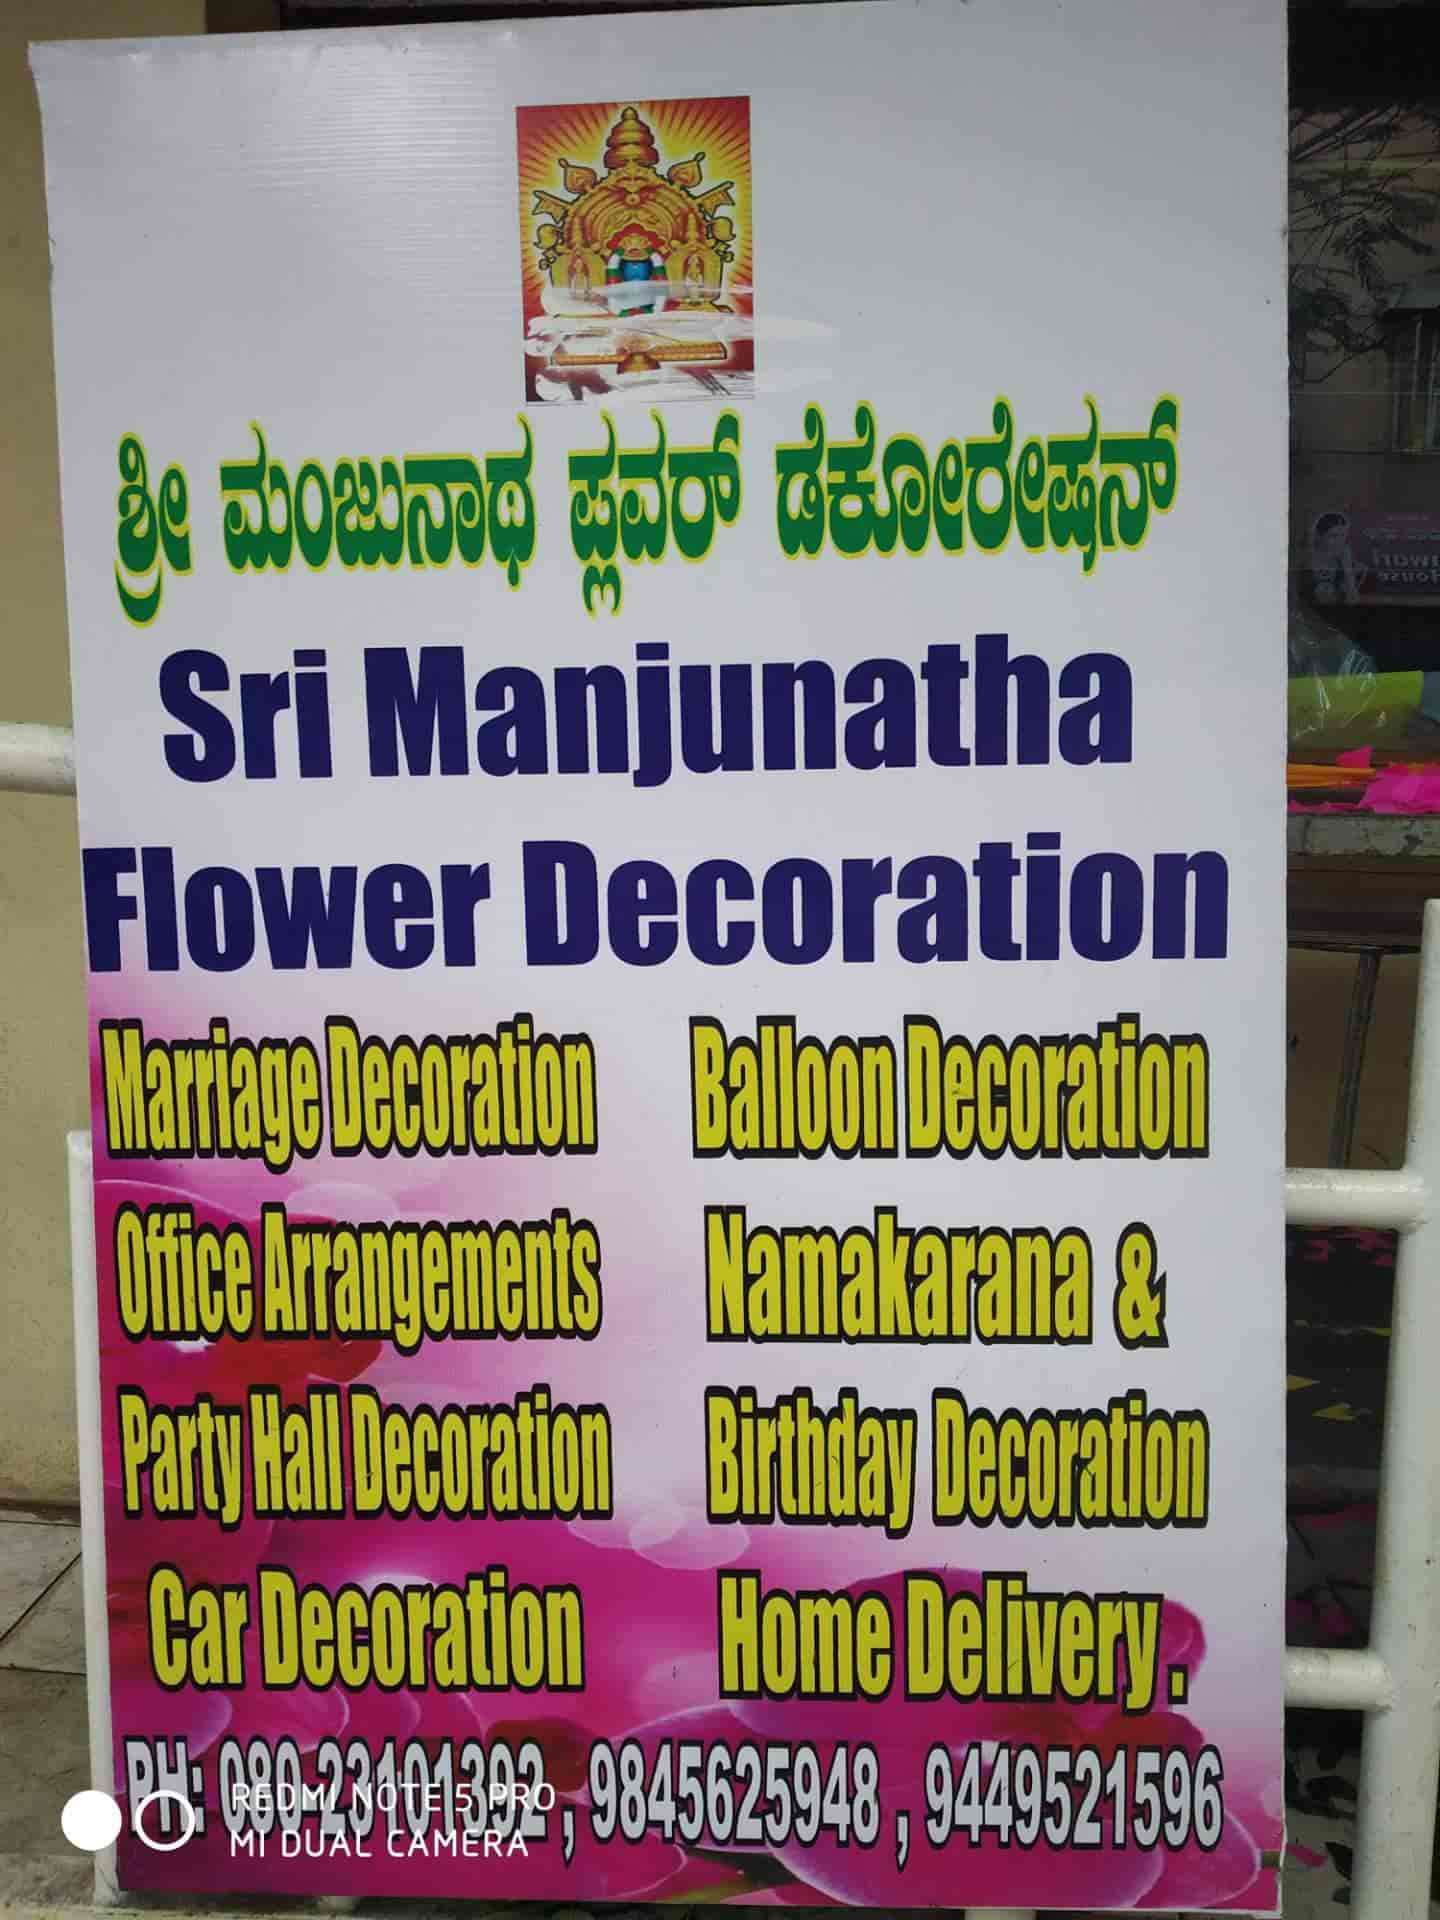 ಶ್ರೀ ಮಂಜುನಾಥ ಫ್ಲವರ್ ಡೆಕೋರೇಷನ್
Sri Manjunatha
Flower Decoration
Marriage Decoration Balloon Decoration
Office Arrangements Namakarana &
Party Hall Decoration Birthday Decoration
Car Decoration Home Delivery.
PH: 080-23101392, 9845625948, 9449521596
REDMI NOTE 5 PRO
MI DUAL CAMERA